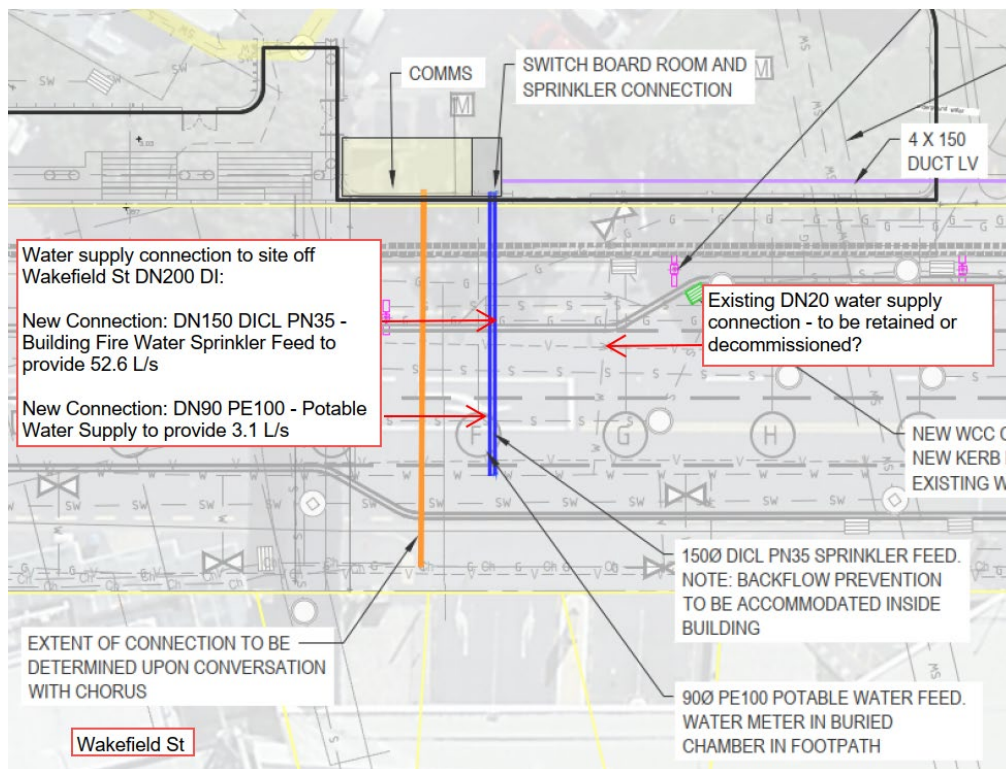 COMMS
SWITCH BOARD ROOM AND
SPRINKLER CONNECTION
M
M
4 X 150
DUCT LV
Water supply connection to site off
Wakefield St DN200 DI:
New Connection: DN150 DICL PN35 -
Building Fire Water Sprinkler Feed to
provide 52.6 L/s
New Connection: DN90 PE100 - Potable
Water Supply to provide 3.1 L/s
Existing DN20 water supply
connection - to be retained or
decommissioned?
F
G
H
NEW WCC
NEW KERB
EXISTING W
150Ø DICL PN35 SPRINKLER FEED.
NOTE: BACKFLOW PREVENTION
TO BE ACCOMMODATED INSIDE
BUILDING
EXTENT OF CONNECTION TO BE
DETERMINED UPON CONVERSATION
WITH CHORUS
90Ø PE100 POTABLE WATER FEED.
WATER METER IN BURIED
CHAMBER IN FOOTPATH
Wakefield St